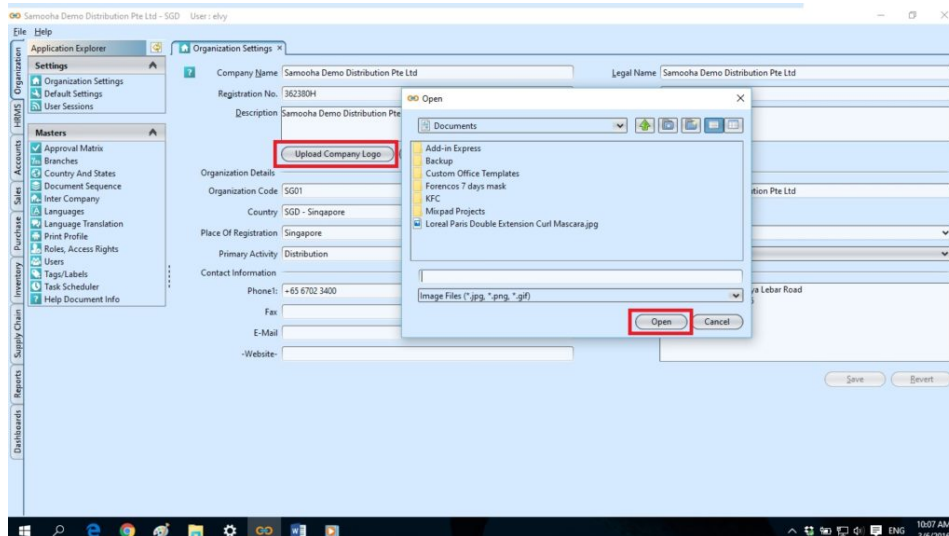 Samooha Demo Distribution Pte Ltd - SGD User : elvy
File Help
Application Explorer
Organization Settings
Organization
HRMS
Accounts
Sales
Purchase
Inventory
Supply Chain
Reports
Dashboards
Settings
Organization Settings
Default Settings
User Sessions
Masters
Approval Matrix
Branches
Country And States
Document Sequence
Inter Company
Languages
Language Translation
Print Profile
Roles, Access Rights
Users
Tags/Labels
Task Scheduler
Help Document Info
Company Name Samooha Demo Distribution Pte Ltd
Legal Name Samooha Demo Distribution Pte Ltd
Registration No. 362380H
Description Samooha Demo Distribution Pte
Upload Company Logo
Organization Details
Organization Code SG01
tion Pte Ltd
Country SGD - Singapore
Place Of Registration Singapore
Primary Activity Distribution
Contact Information
Phone1: +65 6702 3400
ya Lebar Road
Fax
E-Mail
-Website-
Save Revert
Open
Documents
Add-in Express
Backup
Custom Office Templates
Forencos 7 days mask
KFC
Mixpad Projects
Loreal Paris Double Extension Curl Mascara.jpg
Image Files (*.jpg, *.png, *.gif)
Open Cancel
ENG
10:07 AM